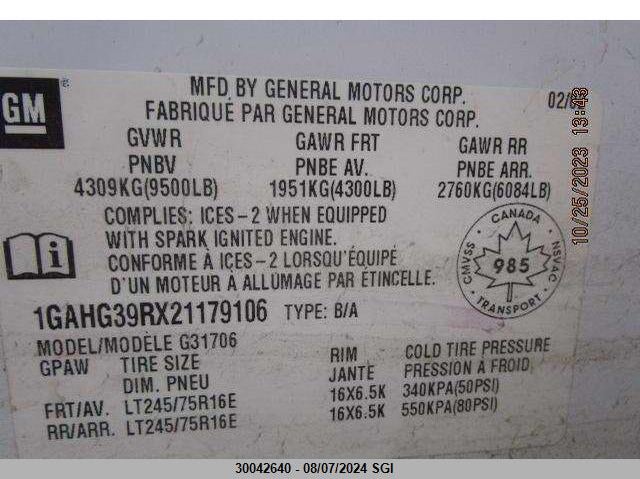 GM
MFD BY GENERAL MOTORS CORP.
FABRIQUÉ PAR GENERAL MOTORS CORP.
GVWR GAWR FRT GAWR RR
PNBV PNBE AV. PNBE ARR.
4309KG(9500LB) 1951KG(4300LB) 2760KG(6084LB)
COMPLIES: ICES-2 WHEN EQUIPPED
WITH SPARK IGNITED ENGINE.
CONFORME À ICES-2 LORSQU'ÉQUIPÉ
D'UN MOTEUR À ALLUMAGE PAR ÉTINCELLE.
CANADA
CMVSS 985 NSVAC
TRANSPORT
1GAHG39RX21179106 TYPE: B/A
MODEL/MODÈLE G31706
GPAW TIRE SIZE RIM COLD TIRE PRESSURE
DIM. PNEU JANTE PRESSION À FROID
FRT/AV. LT245/75R16E 16X6.5K 340KPA(50PSI)
RR/ARR. LT245/75R16E 16X6.5K 550KPA(80PSI)
10/25/2023 13:43
30042640 - 08/07/2024 SGI